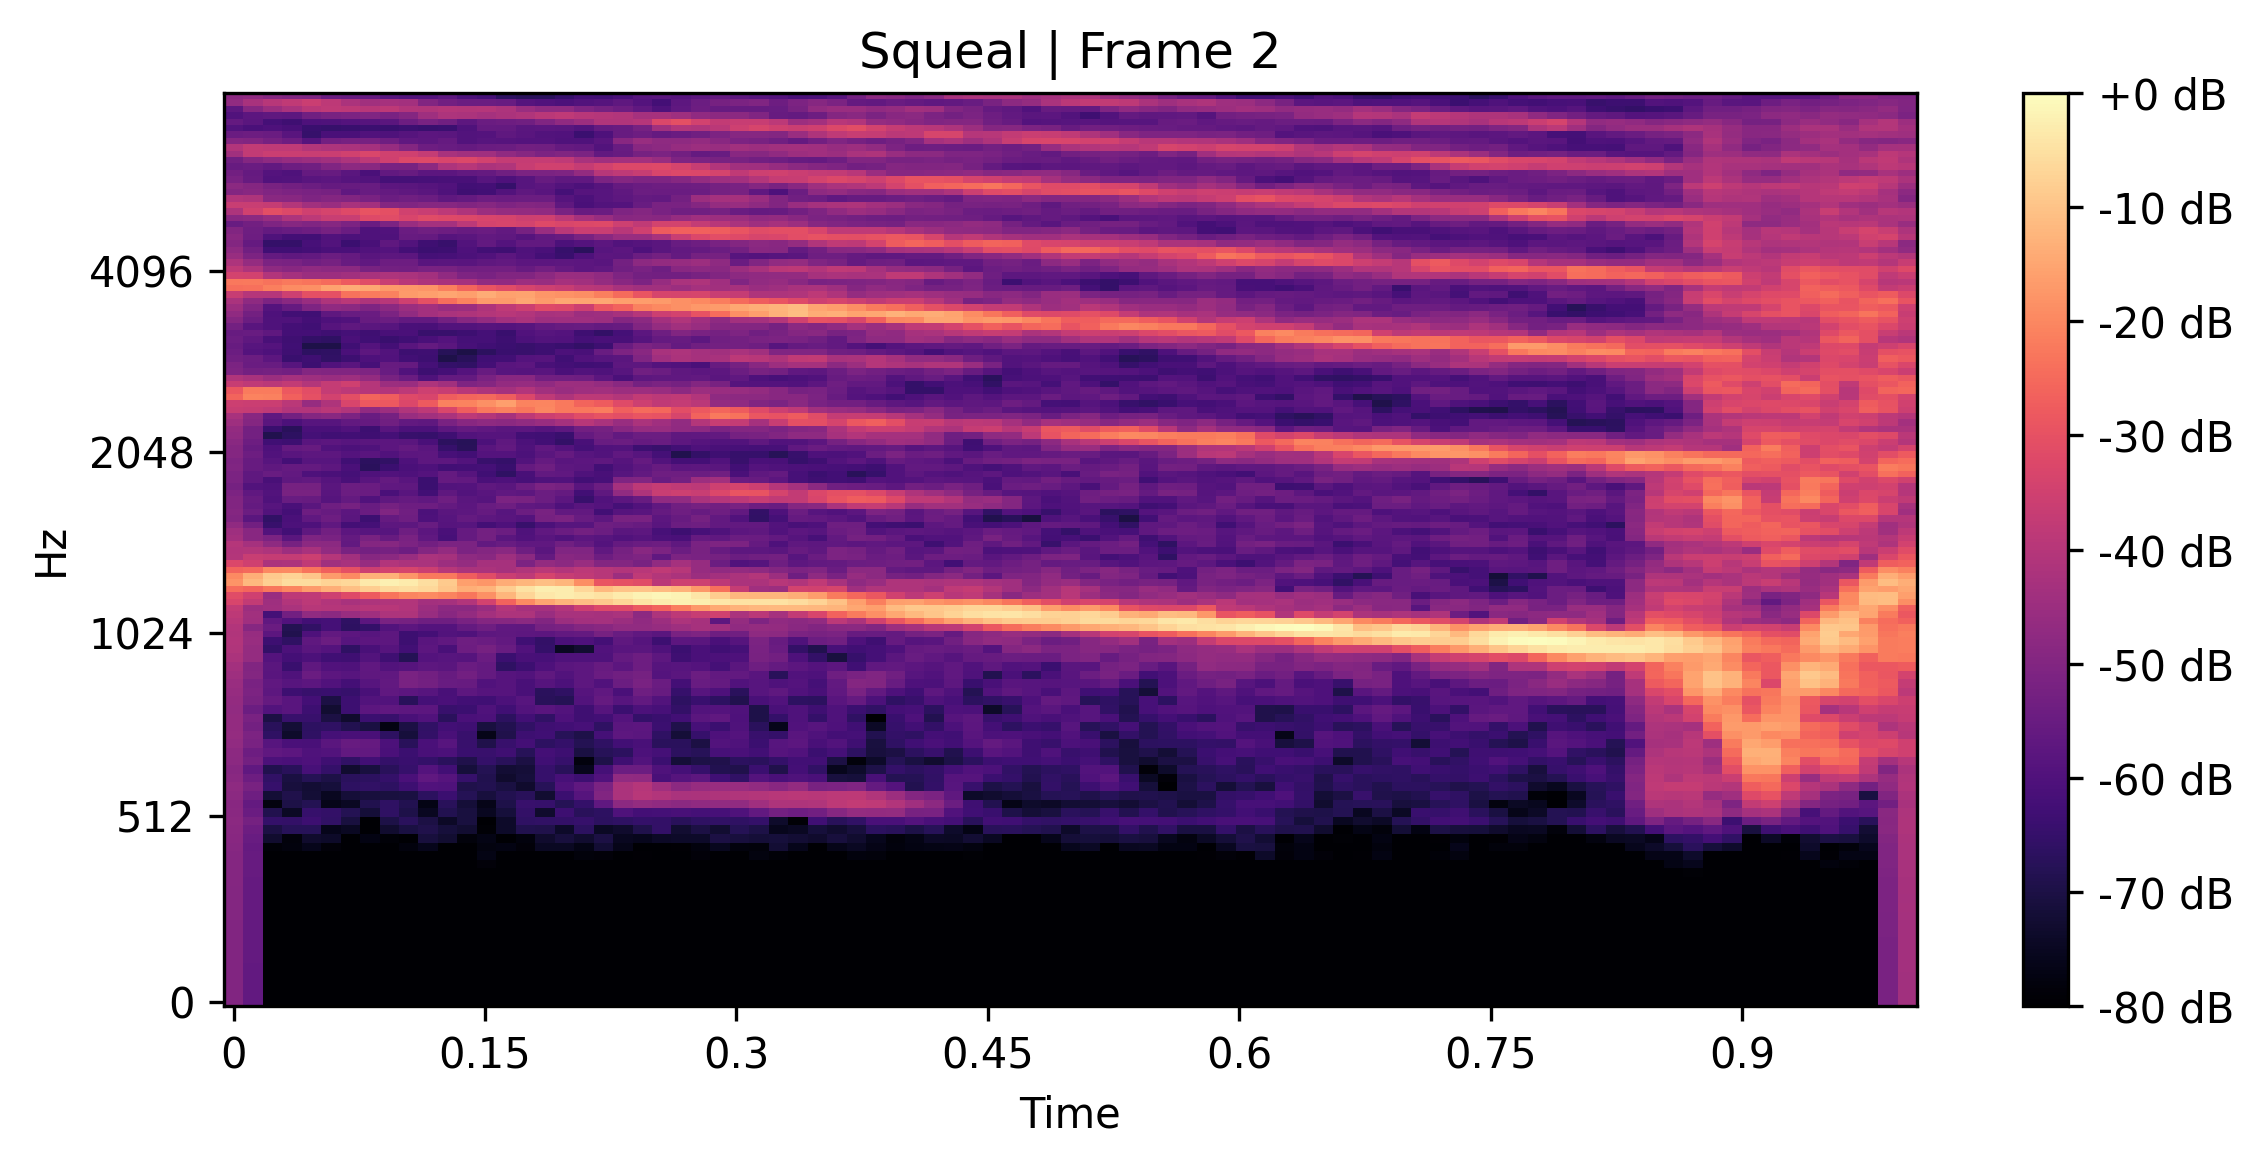 Squeal | Frame 2
+0 dB
-10 dB
4096
-20 dB
-30 dB
2048
-40 dB
Hz
1024
-50 dB
-60 dB
512
-70 dB
0
-80 dB
0 0.15 0.3 0.45 0.6 0.75 0.9
Time